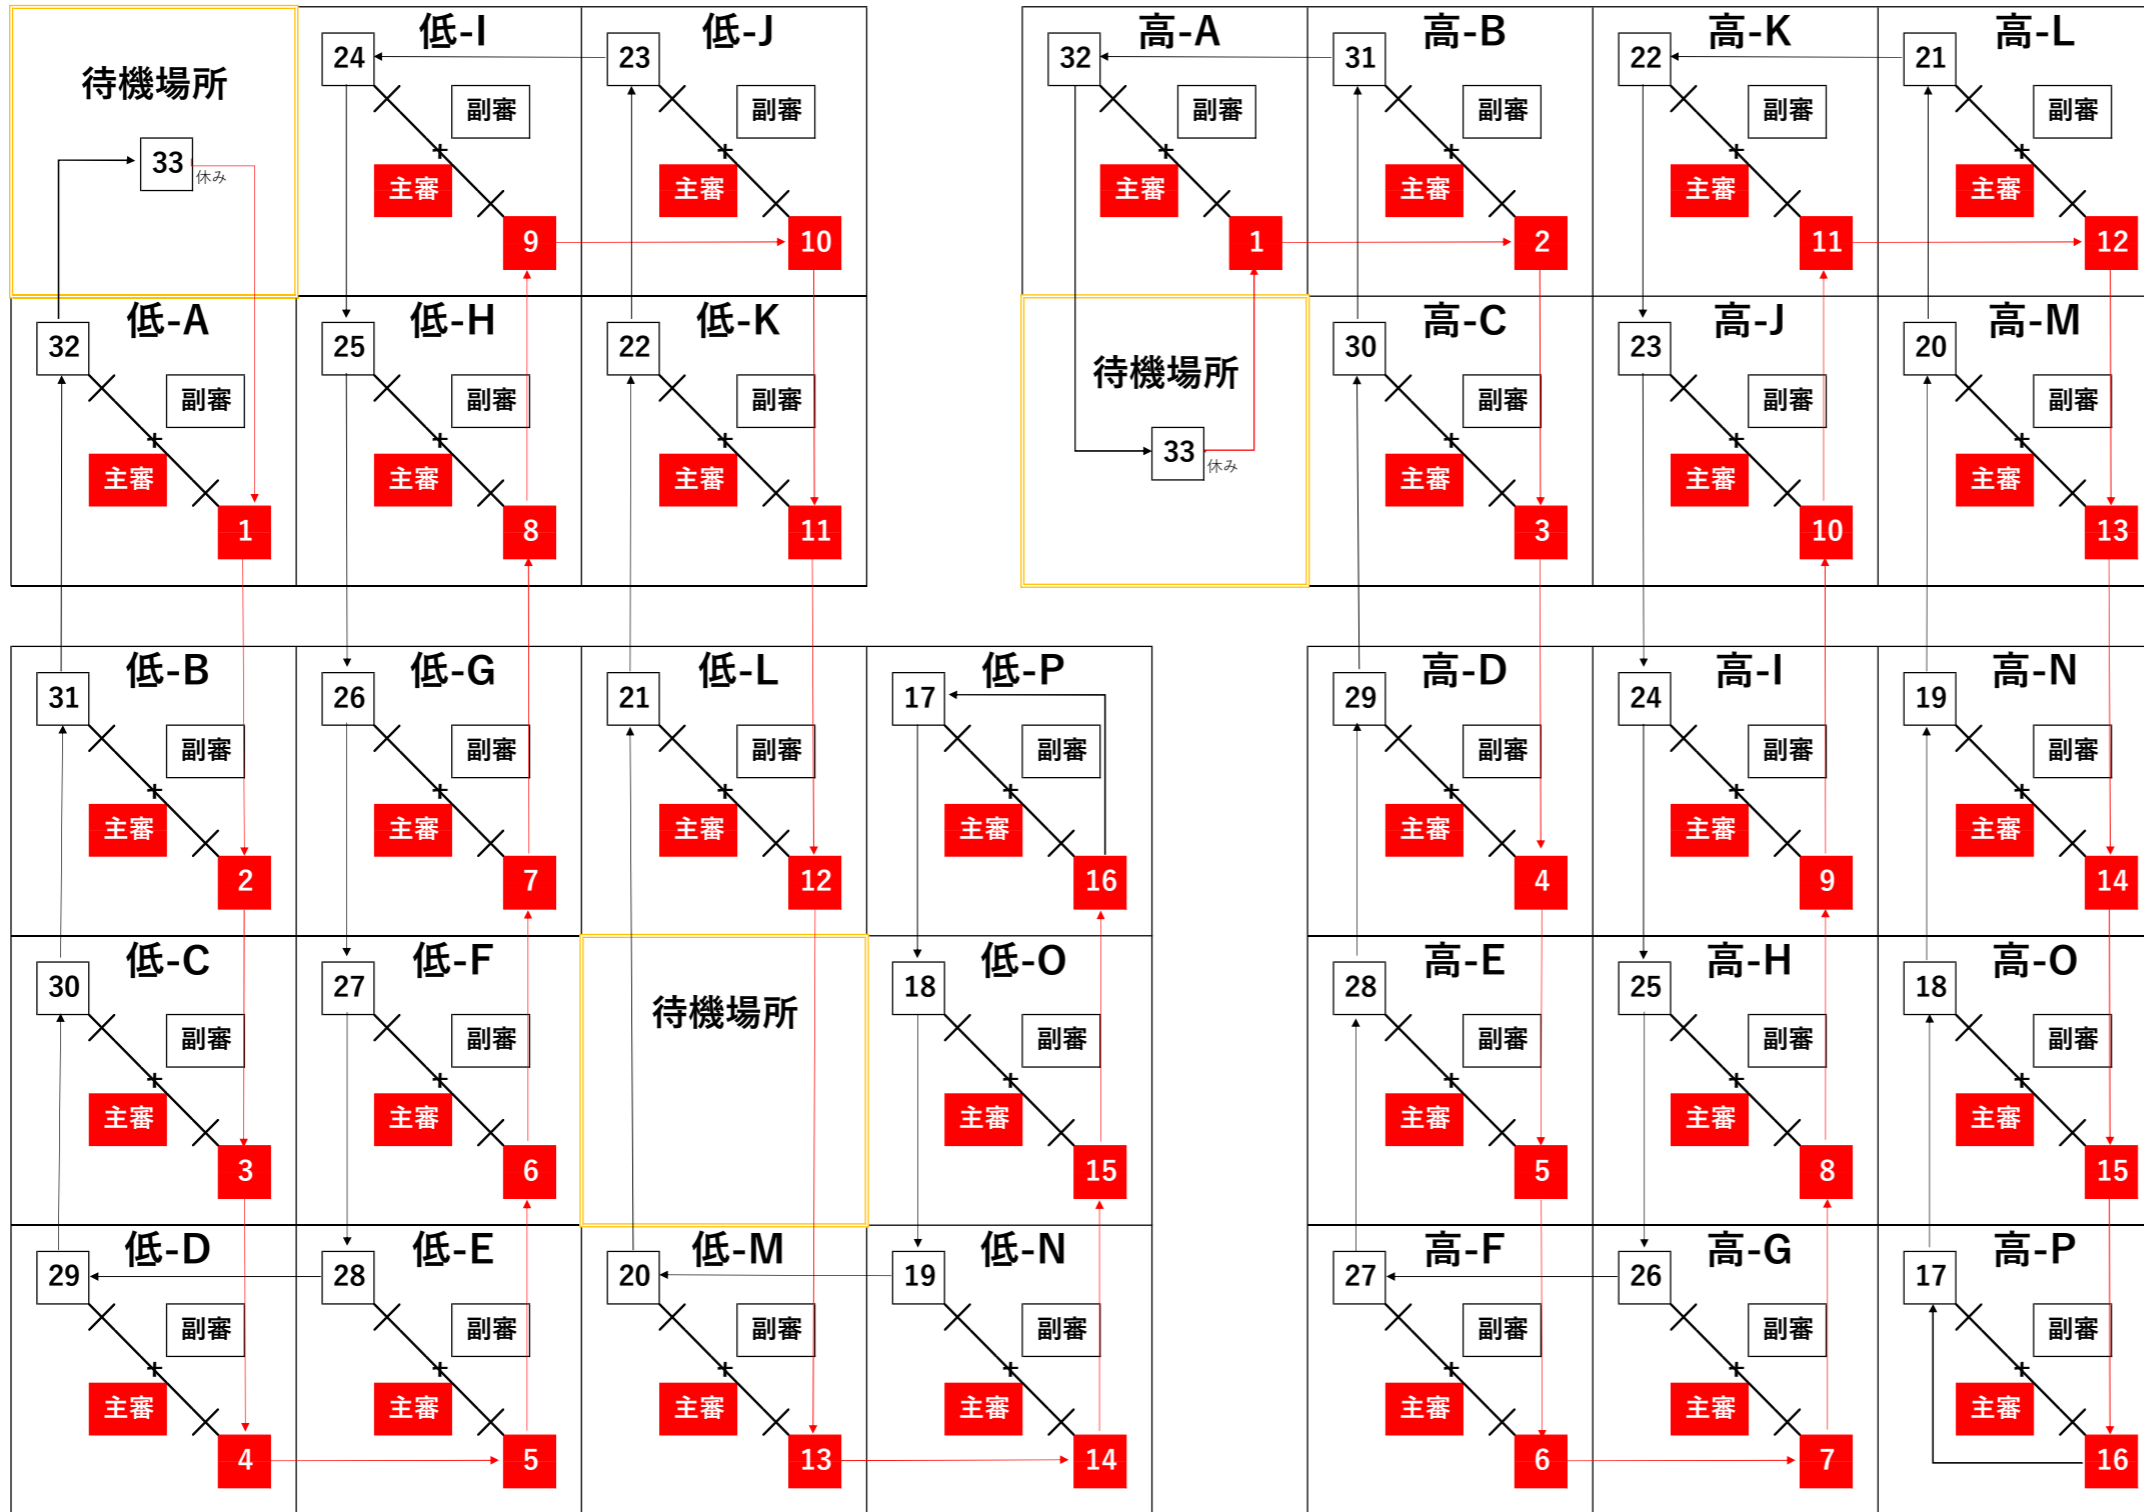 待機場所
33
休み
低-I
24
副審
主審
9
低-J
23
副審
主審
10
低-A
32
副審
主審
1
低-H
25
副審
主審
8
低-K
22
副審
主審
11
低-B
31
副審
主審
2
低-G
26
副審
主審
7
低-L
21
副審
主審
12
低-P
17
副審
主審
16
低-C
30
副審
主審
3
低-F
27
副審
主審
6
待機場所
低-O
18
副審
主審
15
低-D
29
副審
主審
4
低-E
28
副審
主審
5
低-M
20
副審
主審
13
低-N
19
副審
主審
14
高-A
32
副審
主審
1
高-B
31
副審
主審
2
高-K
22
副審
主審
11
高-L
21
副審
主審
12
待機場所
33
休み
高-C
30
副審
主審
3
高-J
23
副審
主審
10
高-M
20
副審
主審
13
高-D
29
副審
主審
4
高-I
24
副審
主審
9
高-N
19
副審
主審
14
高-E
28
副審
主審
5
高-H
25
副審
主審
8
高-O
18
副審
主審
15
高-F
27
副審
主審
6
高-G
26
副審
主審
7
高-P
17
副審
主審
16